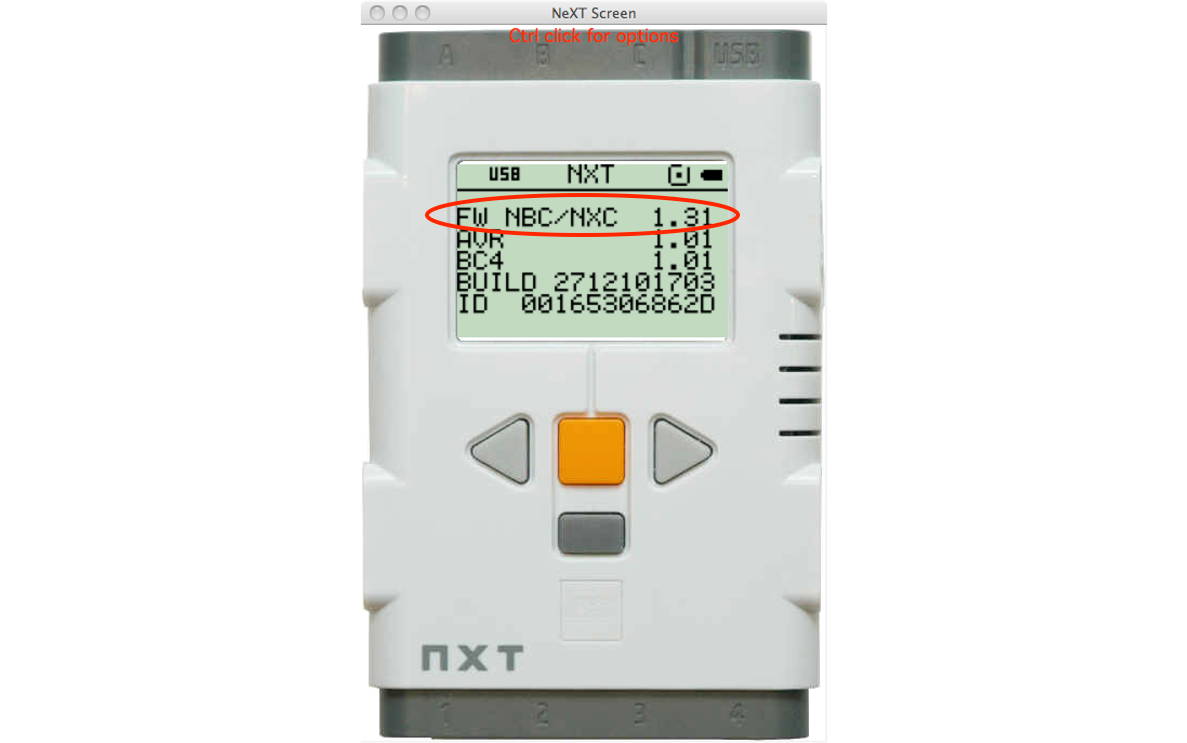 NeXT Screen
Ctrl click for options
A B C USB
USB NXT
FW NBC/NXC 1.31
AVR 1.01
BC4 1.01
BUILD 2712101703
ID 00165306862D
NXT
1 2 3 4